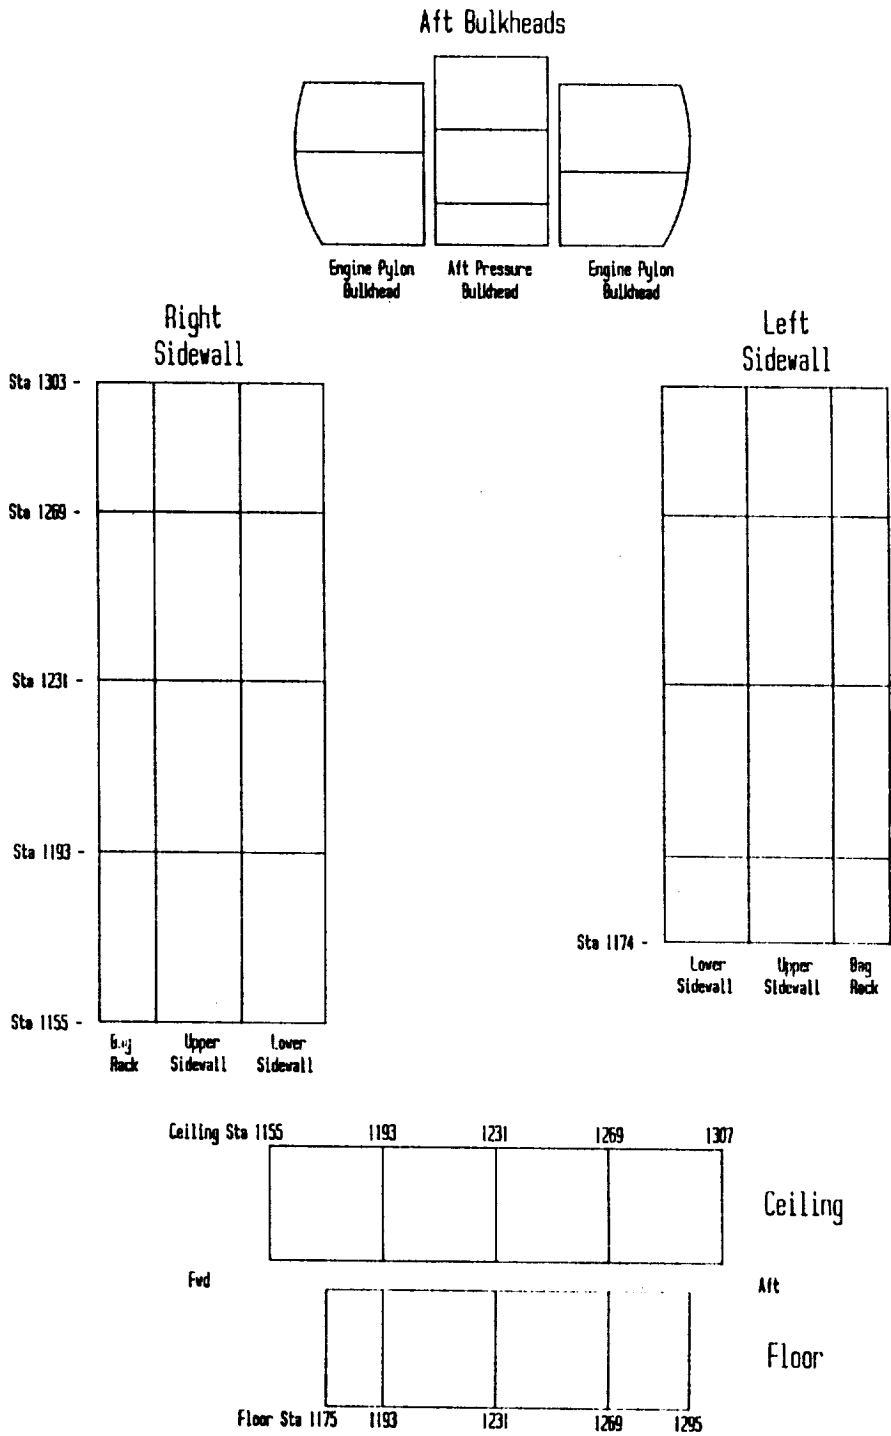 Aft Bulkheads
Engine Pylon
Bulkhead
Aft Pressure
Bulkhead
Engine Pylon
Bulkhead
Right
Sidewall
Left
Sidewall
Sta 1303 -
Sta 1269 -
Sta 1231 -
Sta 1193 -
Sta 1155 -
Sta 1174 -
Lower
Sidewall
Upper
Sidewall
Bag
Rack
Rack
Upper
Sidewall
Lower
Sidewall
Ceiling Sta 1155 1193 1231 1269 1307
Ceiling
Fwd
Aft
Floor
Floor Sta 1175 1193 1231 1269 1295